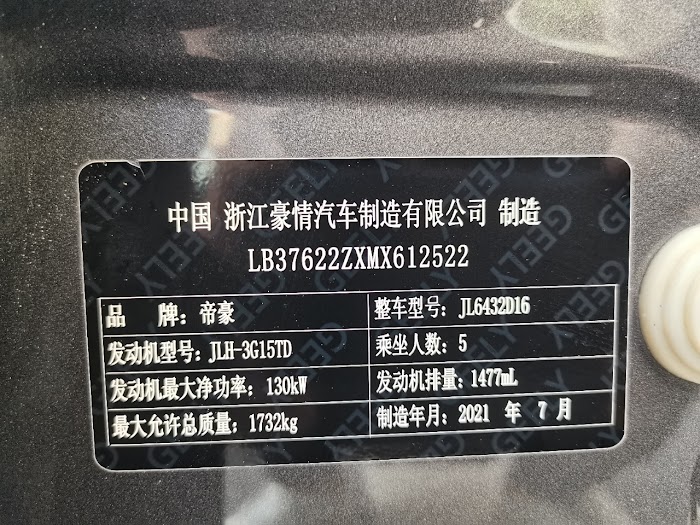 中国 浙江豪情汽车制造有限公司 制造
LB37622ZXMX612522
品 牌：帝豪 整车型号：JL6432D16
发动机型号：JLH-3G15TD 乘坐人数：5
发动机最大净功率：130kW 发动机排量：1477mL
最大允许总质量：1732kg 制造年月：2021 年 7 月
GEELY